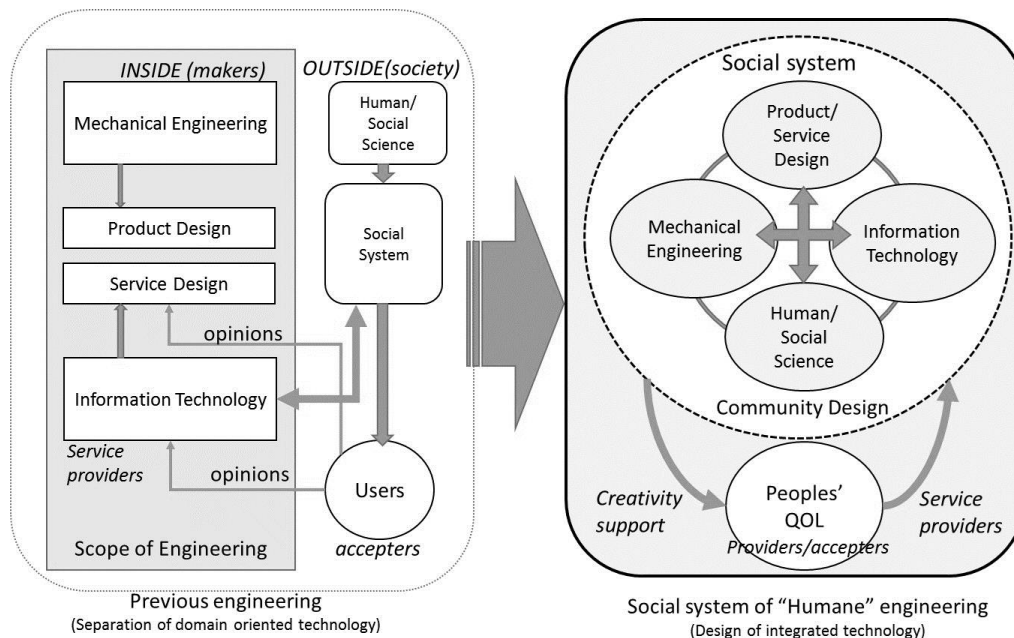 INSIDE (makers)
Mechanical Engineering
Product Design
Service Design
opinions
Information Technology
Service
providers
opinions
Scope of Engineering
OUTSIDE(society)
Human/
Social
Science
Social
System
Users
accepters
Previous engineering
(Separation of domain oriented technology)
Social system
Product/
Service
Design
Mechanical
Engineering
Information
Technology
Human/
Social
Science
Community Design
Creativity
support
Peoples’
QOL
Providers/accepters
Service
providers
Social system of “Humane” engineering
(Design of integrated technology)